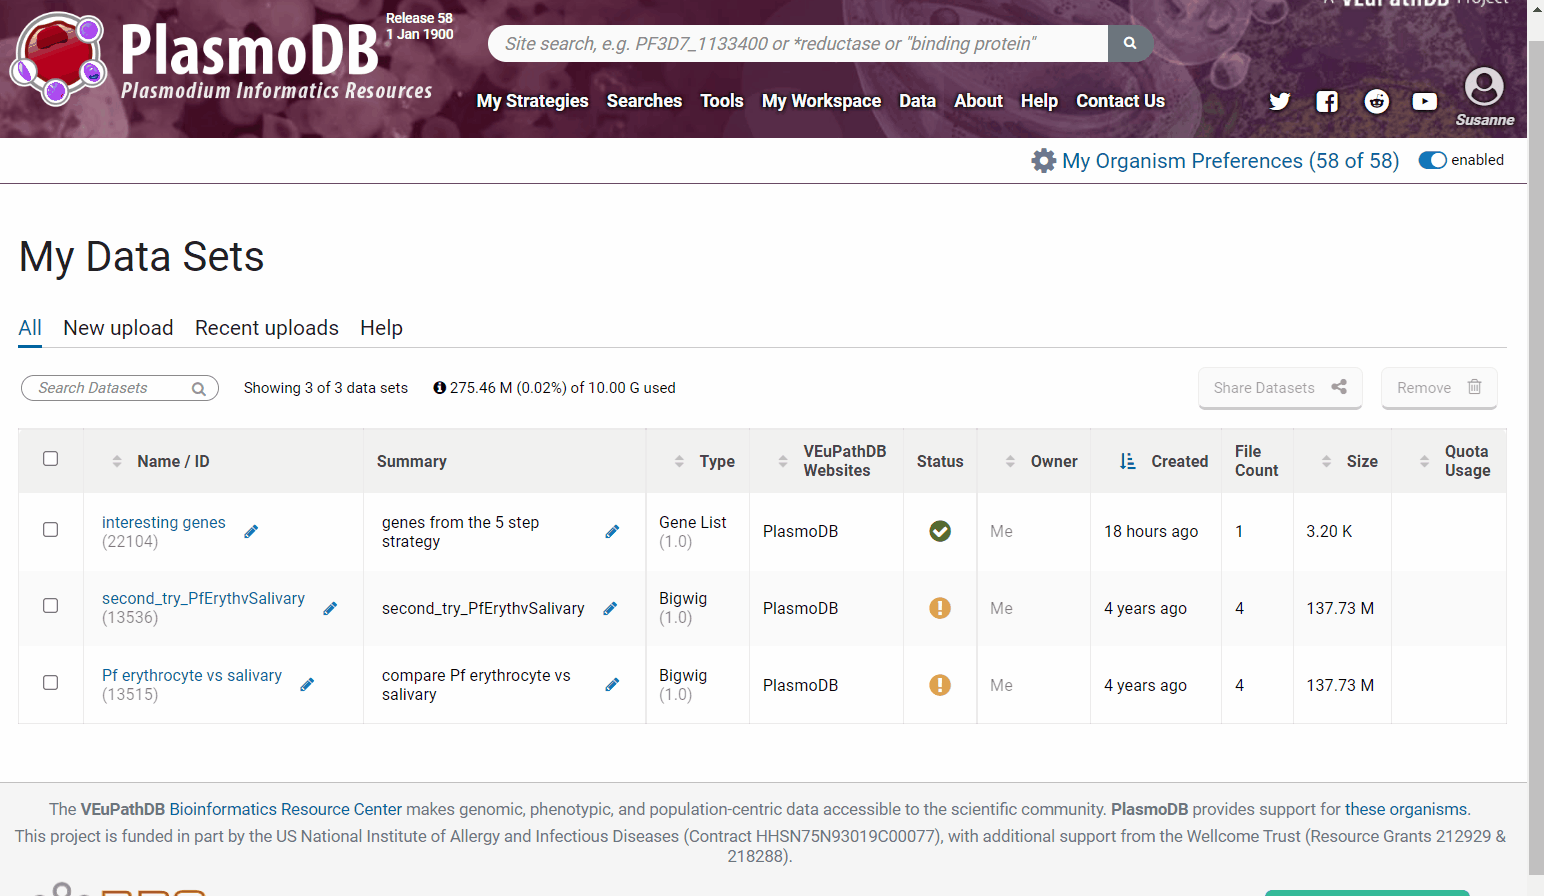 A VEuPathDB Project
PlasmoDB
Release 58
1 Jan 1900
Plasmodium Informatics Resources
Site search, e.g. PF3D7_1133400 or *reductase or "binding protein"
My Strategies Searches Tools My Workspace Data About Help Contact Us
Susanne
My Organism Preferences (58 of 58) enabled
My Data Sets
All New upload Recent uploads Help
Search Datasets Showing 3 of 3 data sets 275.46 M (0.02%) of 10.00 G used Share Datasets Remove
Name / ID Summary Type VEuPathDB Websites Status Owner Created File Count Size Quota Usage
interesting genes (22104) genes from the 5 step strategy Gene List (1.0) PlasmoDB Me 18 hours ago 1 3.20 K
second_try_PfErythvSalivary (13536) second_try_PfErythvSalivary Bigwig (1.0) PlasmoDB Me 4 years ago 4 137.73 M
Pf erythrocyte vs salivary (13515) compare Pf erythrocyte vs salivary Bigwig (1.0) PlasmoDB Me 4 years ago 4 137.73 M
The VEuPathDB Bioinformatics Resource Center makes genomic, phenotypic, and population-centric data accessible to the scientific community. PlasmoDB provides support for these organisms.
This project is funded in part by the US National Institute of Allergy and Infectious Diseases (Contract HHSN75N93019C00077), with additional support from the Wellcome Trust (Resource Grants 212929 &
218288).